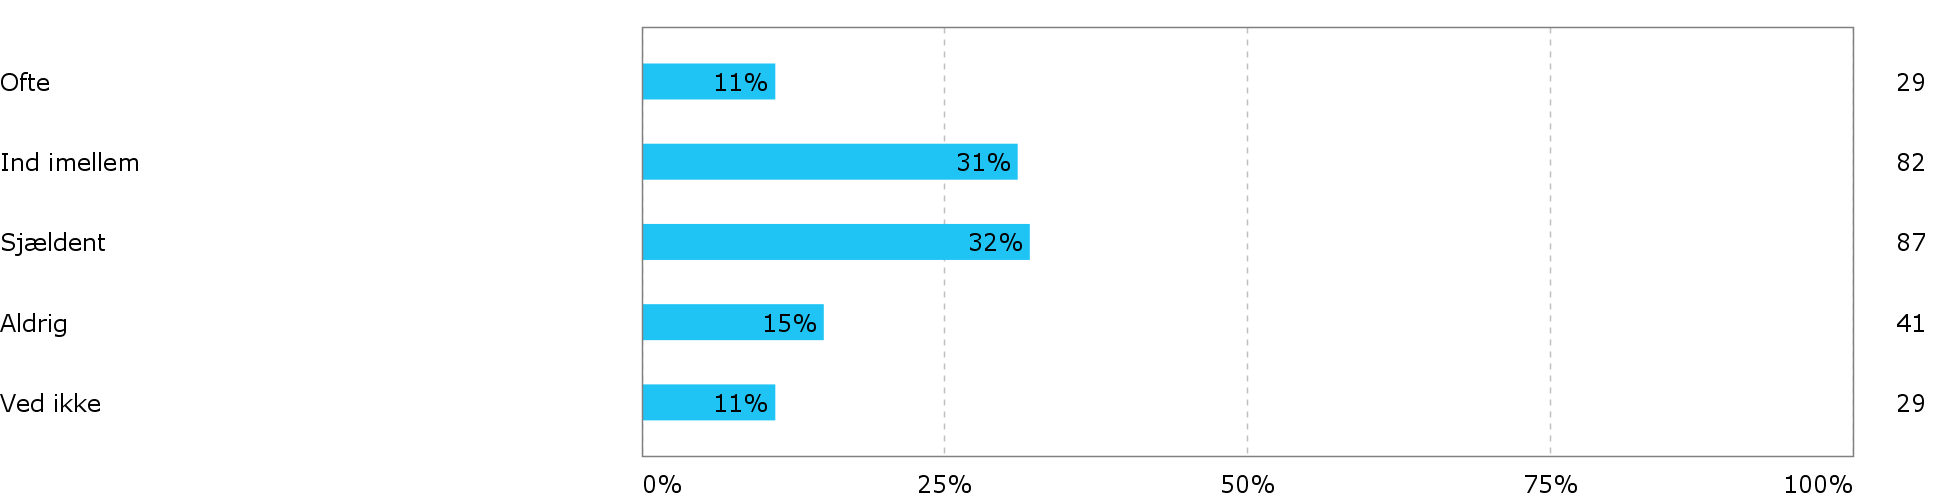 Ofte 11% 29
Ind imellem 31% 82
Sjældent 32% 87
Aldrig 15% 41
Ved ikke 11% 29
0% 25% 50% 75% 100%